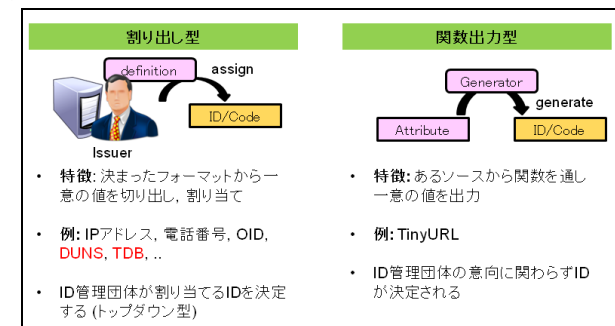 割り出し型
definition
assign
ID/Code
Issuer
• 特徴: 決まったフォーマットから一
意の値を切り出し, 割り当て
• 例: IPアドレス, 電話番号, OID,
DUNS, TDB, ..
• ID管理団体が割り当てるIDを決定
する (トップダウン型)
関数出力型
Generator
generate
Attribute
ID/Code
• 特徴: あるソースから関数を通し
一意の値を出力
• 例: TinyURL
• ID管理団体の意向に関わらずID
が決定される